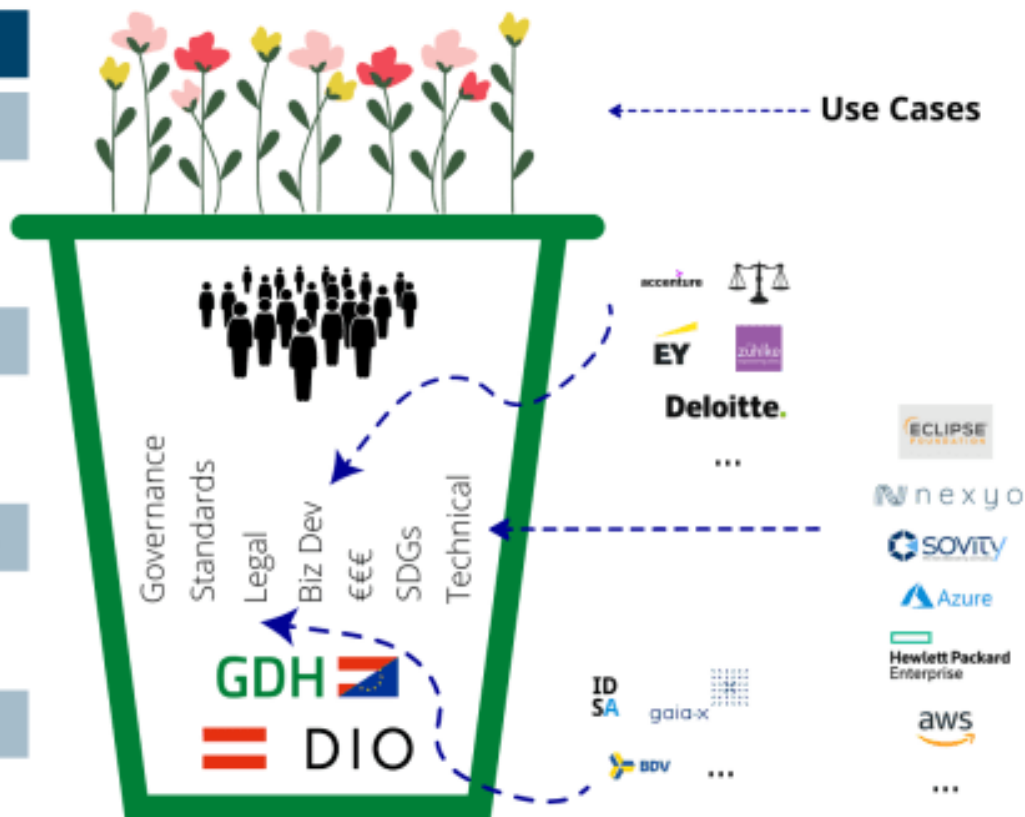 Use Cases
accenture
EY
zühlke
Deloitte.
...
ECLIPSE
FOUNDATION
nexyo
sovity
Azure
Hewlett Packard
Enterprise
aws
...
Governance
Standards
Legal
Biz Dev
€€€
SDGs
Technical
GDH
DIO
ID
SA
gaia-x
BDV
...